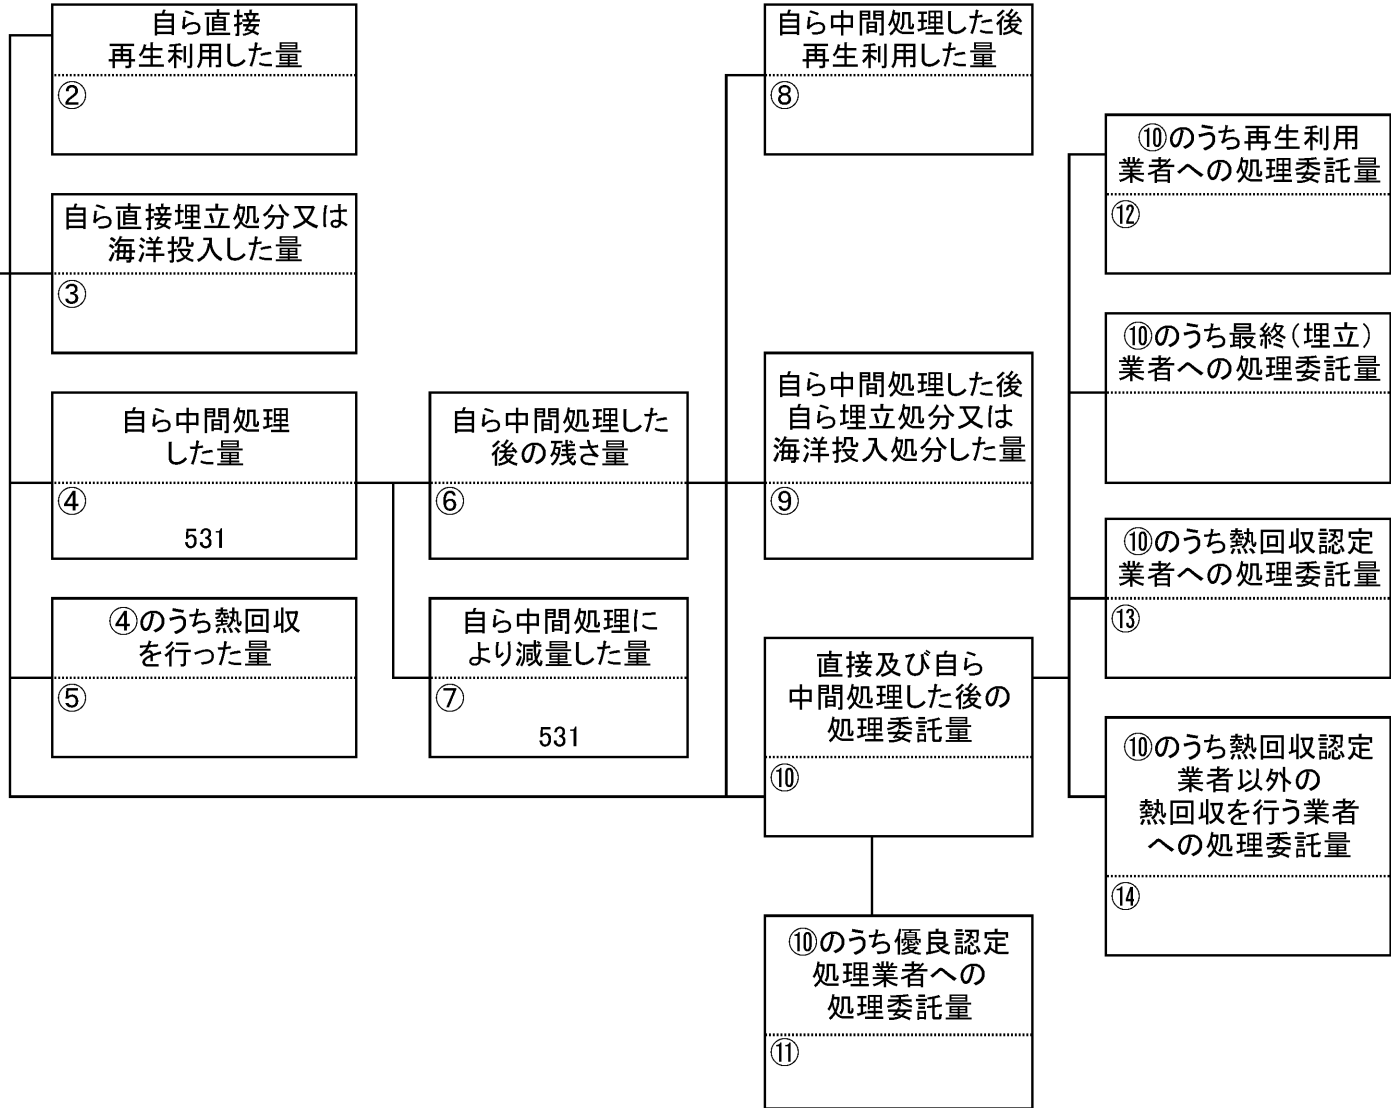 自ら直接
再生利用した量
②
自ら直接埋立処分又は
海洋投入した量
③
自ら中間処理
した量
④
531
④のうち熱回収
を行った量
⑤
自ら中間処理した
後の残さ量
⑥
自ら中間処理に
より減量した量
⑦
531
自ら中間処理した後
再生利用した量
⑧
自ら中間処理した後
自ら埋立処分又は
海洋投入処分した量
⑨
直接及び自ら
中間処理した後の
処理委託量
⑩
⑩のうち優良認定
処理業者への
処理委託量
⑪
⑩のうち再生利用
業者への処理委託量
⑫
⑩のうち最終（埋立）
業者への処理委託量
⑩のうち熱回収認定
業者への処理委託量
⑬
⑩のうち熱回収認定
業者以外の
熱回収を行う業者
への処理委託量
⑭